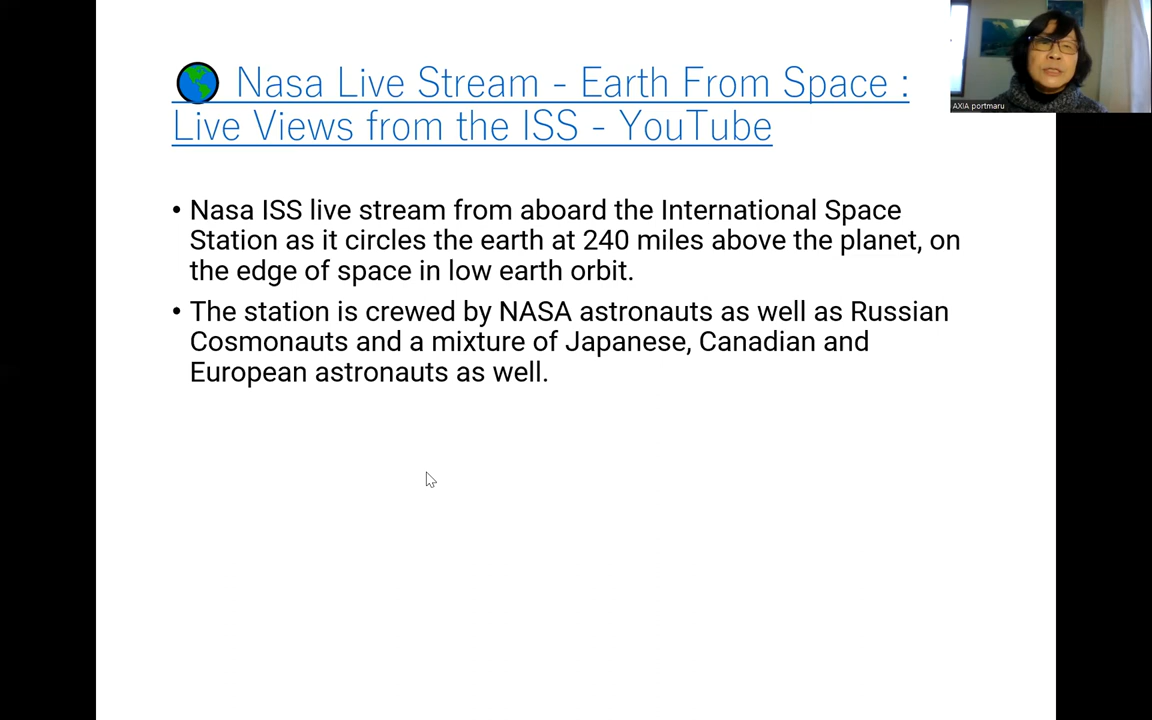 Nasa Live Stream - Earth From Space :
Live Views from the ISS - YouTube
AXIA portmaru
• Nasa ISS live stream from aboard the International Space
Station as it circles the earth at 240 miles above the planet, on
the edge of space in low earth orbit.
• The station is crewed by NASA astronauts as well as Russian
Cosmonauts and a mixture of Japanese, Canadian and
European astronauts as well.